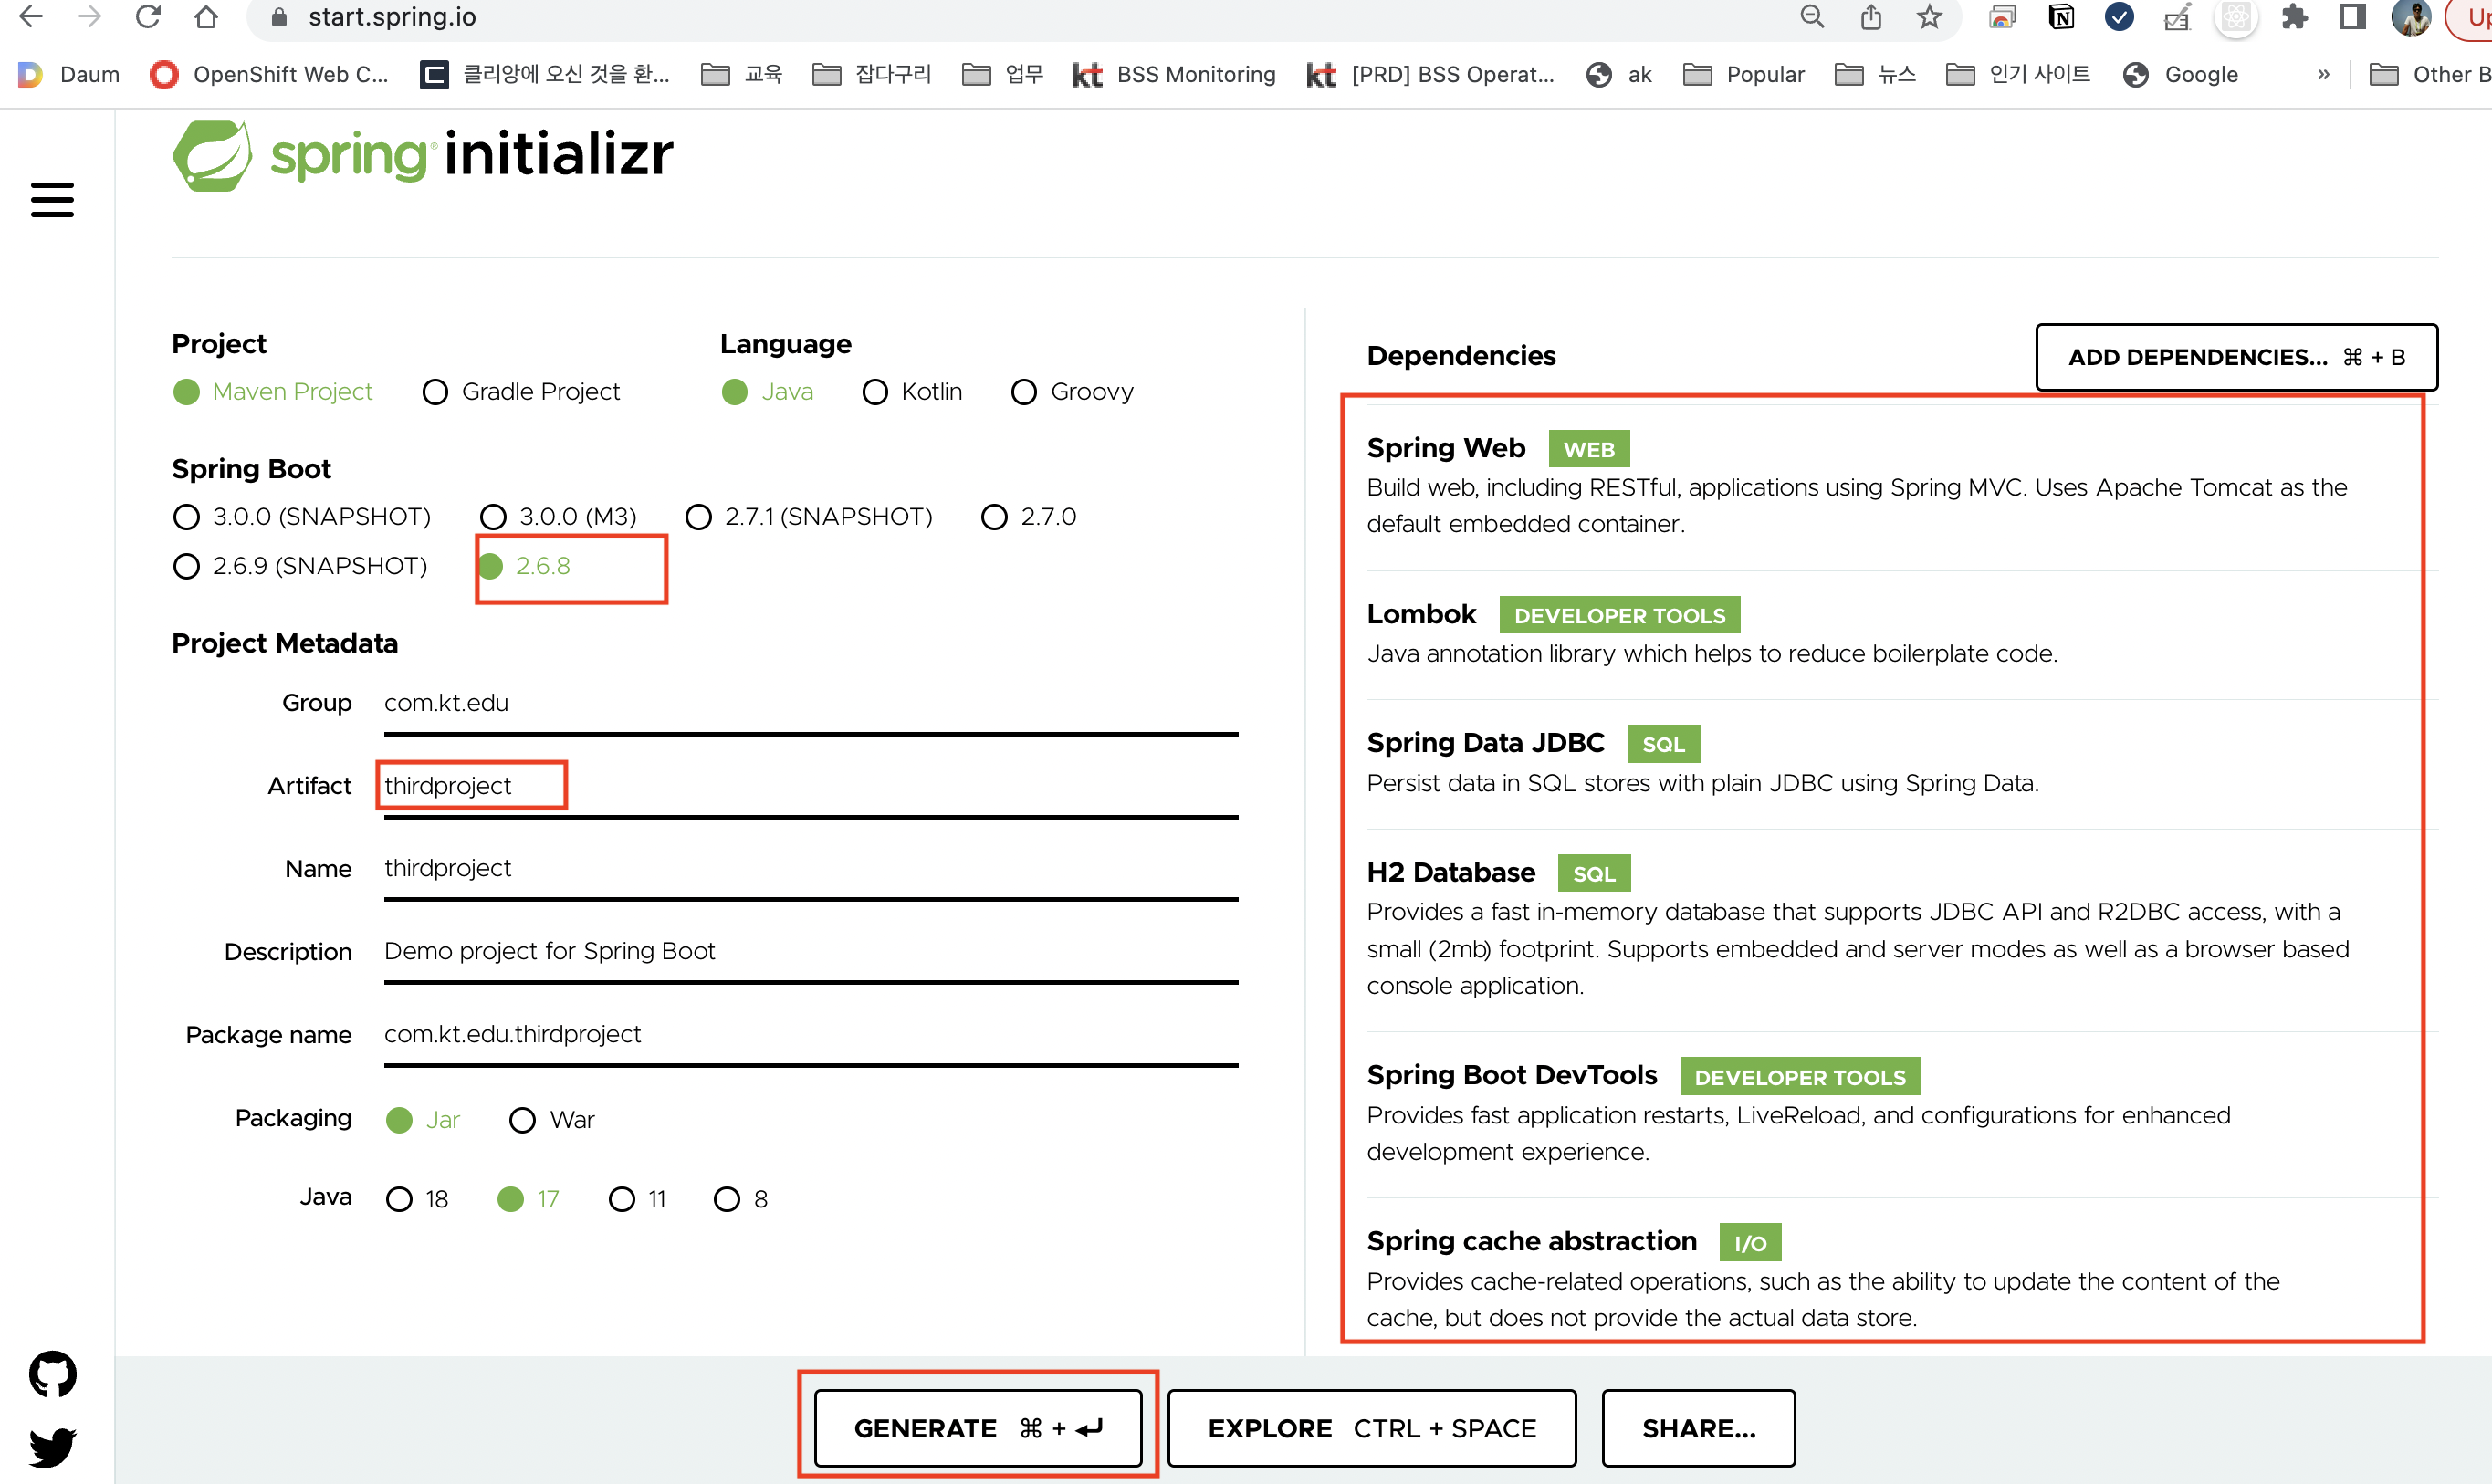 start.spring.io
Up
Daum
OpenShift Web C...
클리앙에 오신 것을 환...
교육
잡다구리
업무
kt BSS Monitoring
kt [PRD] BSS Operat...
ak
Popular
뉴스
인기 사이트
Google
»
Other B
spring® initializr
Project
Maven Project
Gradle Project
Language
Java
Kotlin
Groovy
Spring Boot
3.0.0 (SNAPSHOT)
3.0.0 (M3)
2.7.1 (SNAPSHOT)
2.7.0
2.6.9 (SNAPSHOT)
2.6.8
Project Metadata
Group com.kt.edu
Artifact thirdproject
Name thirdproject
Description Demo project for Spring Boot
Package name com.kt.edu.thirdproject
Packaging Jar War
Java 18 17 11 8
Dependencies
ADD DEPENDENCIES... ⌘ + B
Spring Web WEB
Build web, including RESTful, applications using Spring MVC. Uses Apache Tomcat as the
default embedded container.
Lombok DEVELOPER TOOLS
Java annotation library which helps to reduce boilerplate code.
Spring Data JDBC SQL
Persist data in SQL stores with plain JDBC using Spring Data.
H2 Database SQL
Provides a fast in-memory database that supports JDBC API and R2DBC access, with a
small (2mb) footprint. Supports embedded and server modes as well as a browser based
console application.
Spring Boot DevTools DEVELOPER TOOLS
Provides fast application restarts, LiveReload, and configurations for enhanced
development experience.
Spring cache abstraction I/O
Provides cache-related operations, such as the ability to update the content of the
cache, but does not provide the actual data store.
GENERATE ⌘ + ↵
EXPLORE CTRL + SPACE
SHARE...